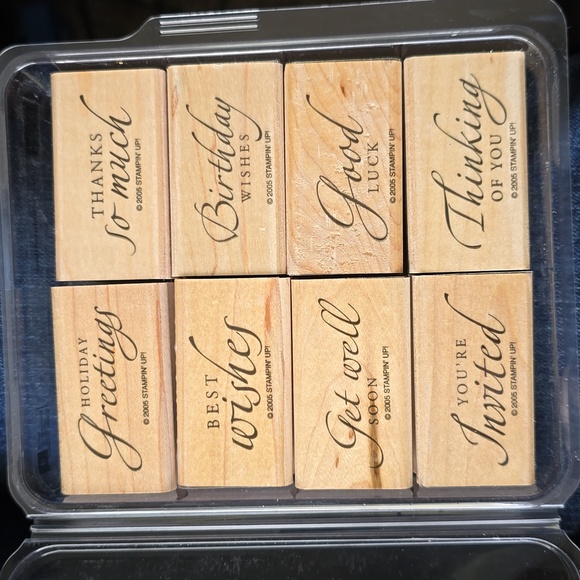 THANKS
so much
© 2005 STAMPIN' UP!
Birthday
WISHES
© 2005 STAMPIN' UP!
Good
LUCK
© 2005 STAMPIN' UP!
Thinking
OF YOU
© 2005 STAMPIN' UP!
HOLIDAY
Greetings
© 2005 STAMPIN' UP!
BEST
wishes
© 2005 STAMPIN' UP!
Get well
SOON
© 2005 STAMPIN' UP!
YOU'RE
Invited
© 2005 STAMPIN' UP!